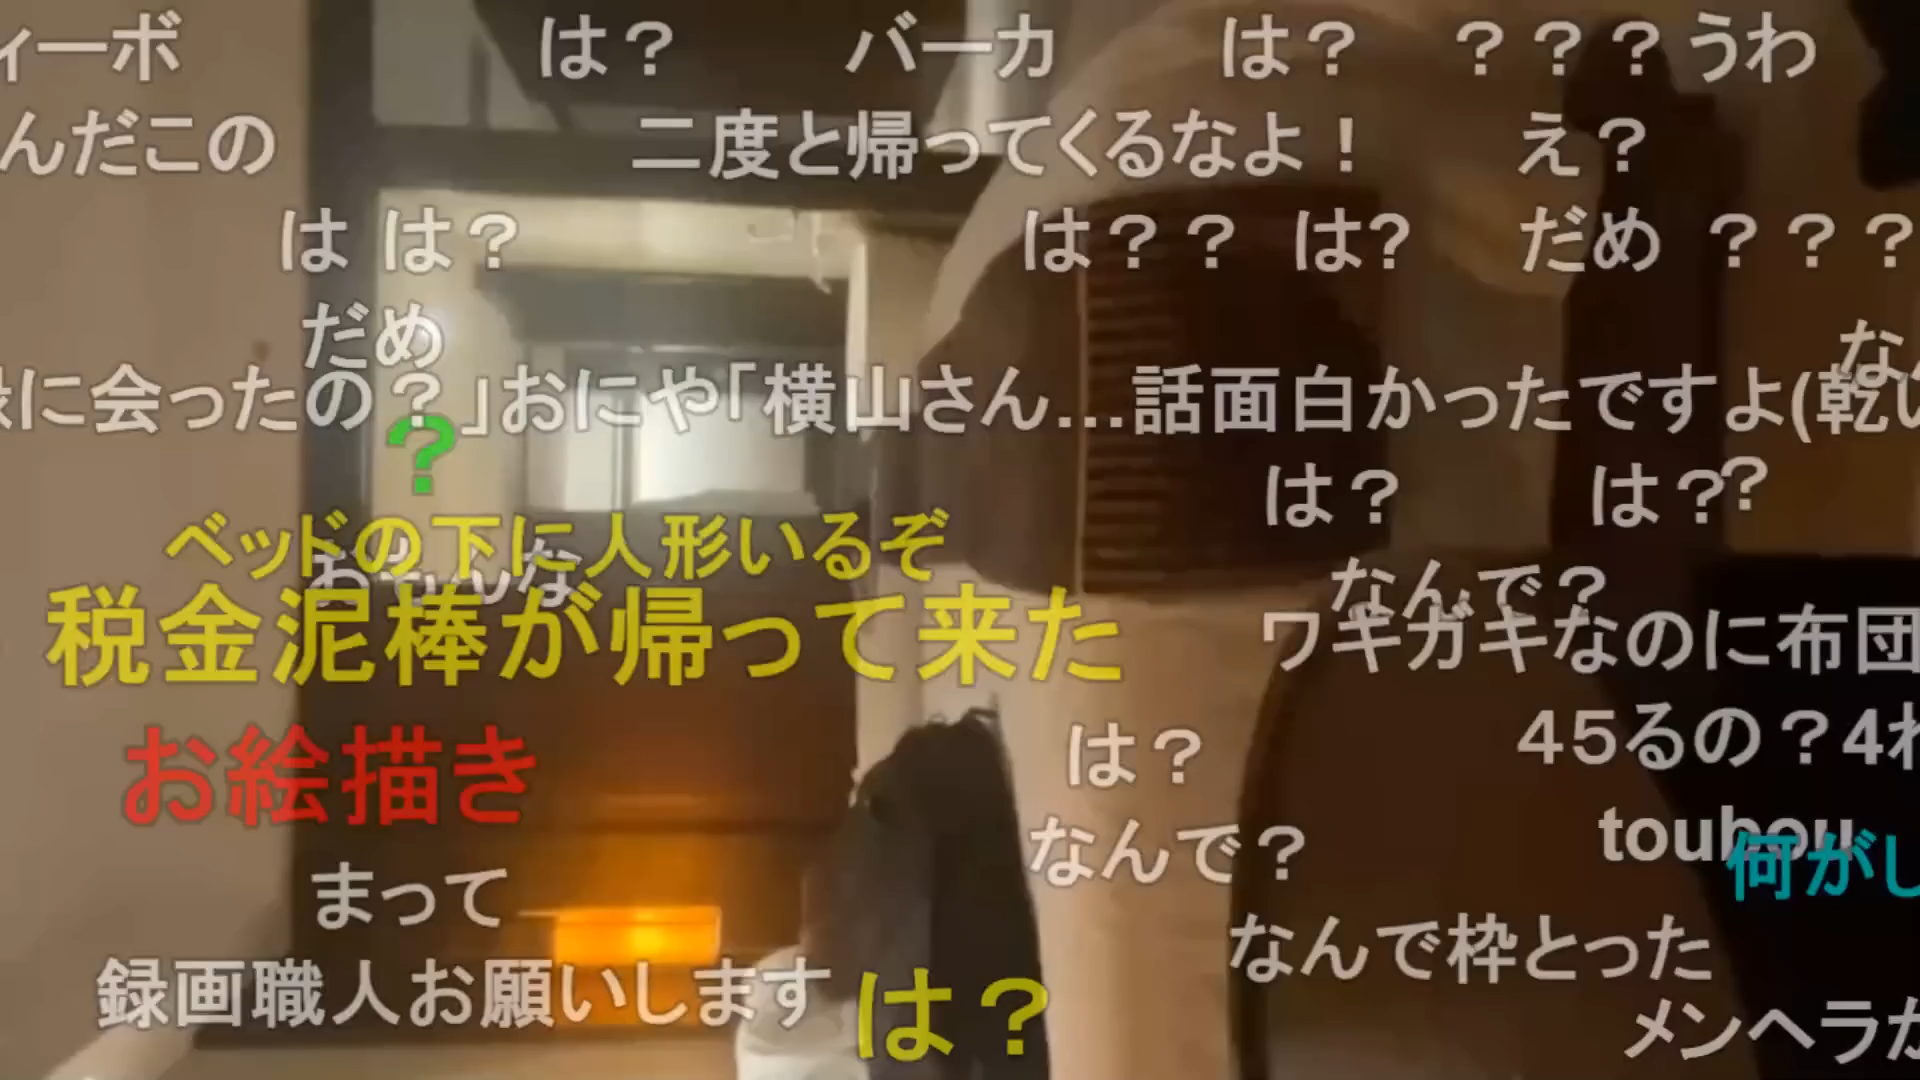 ィーボ は？ バーカ は？ ？？？うわ
んだこの 二度と帰ってくるなよ！ え？
は は？ は？？ は? だめ ？？？
だめ
な
に会ったの？」おにや「横山さん…話面白かったですよ(乾い
？
は？ は？?
ベッドの下に人形いるぞ
なんで？
税金泥棒が帰って来た
ワキガキなのに布団
45るの？4れ
お絵描き
は？
toubou
何がし
なんで？
まって
なんで枠とった
録画職人お願いします
は？
メンヘラか